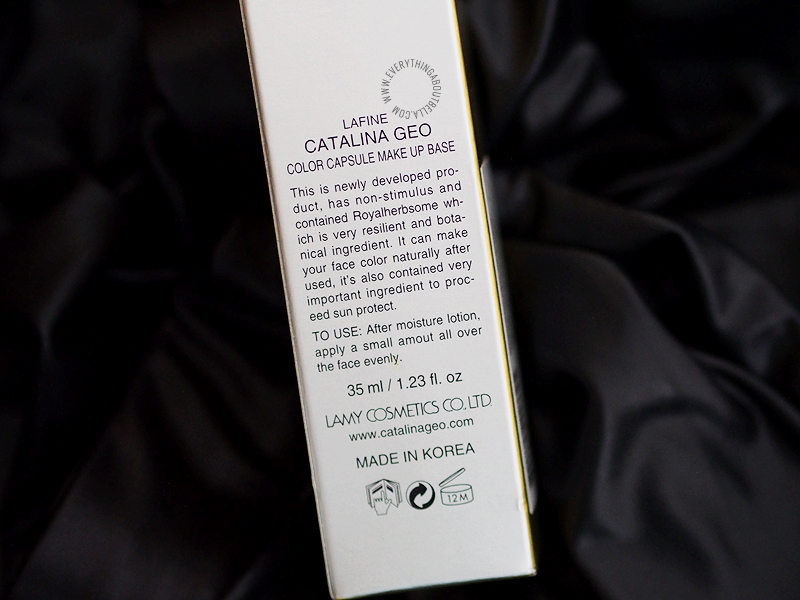 WWW.EVERYTHINGABOUTBELLA.COM
LAFINE
CATALINA GEO
COLOR CAPSULE MAKE UP BASE
This is newly developed pro-
duct, has non-stimulus and
contained Royalherbsome wh-
ich is very resilient and bota-
nical ingredient. It can make
your face color naturally after
used, it's also contained very
important ingredient to proc-
eed sun protect.
TO USE: After moisture lotion,
apply a small amout all over
the face evenly.
35 ml / 1.23 fl. oz
LAMY COSMETICS CO. LTD.
www.catalinageo.com
MADE IN KOREA
12M